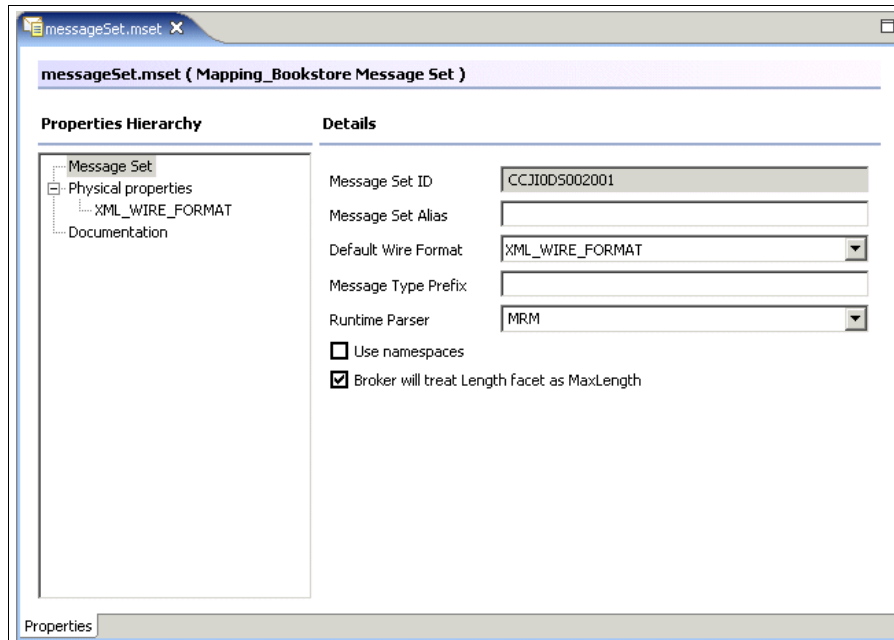 messageSet.mset
messageSet.mset ( Mapping_Bookstore Message Set )
Properties Hierarchy
Message Set
Physical properties
XML_WIRE_FORMAT
Documentation
Details
Message Set ID CCJI0DS002001
Message Set Alias
Default Wire Format XML_WIRE_FORMAT
Message Type Prefix
Runtime Parser MRM
Use namespaces
Broker will treat Length facet as MaxLength
Properties